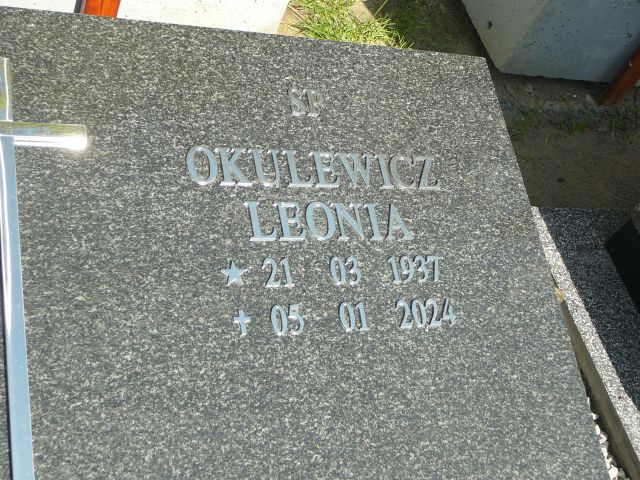 ŚP
OKULEWICZ
LEONIA
★ 21 03 1937
✝ 05 01 2024